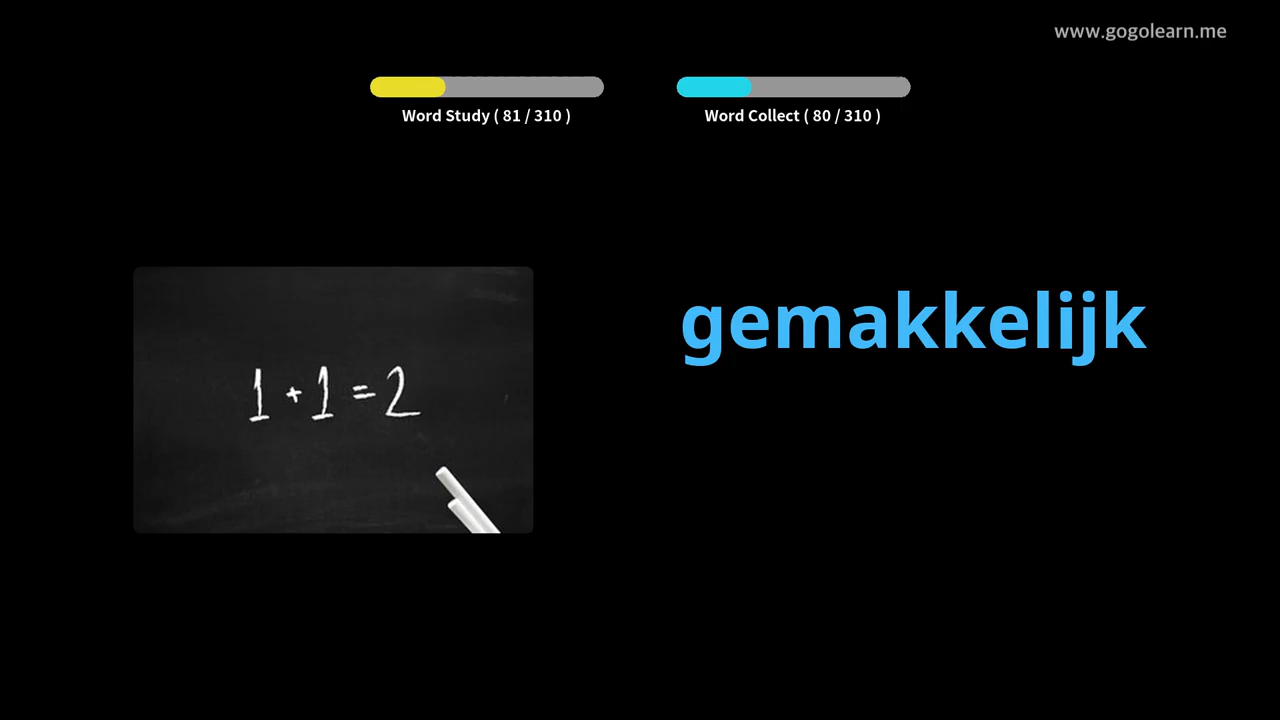 www.gogolearn.me
Word Study ( 81 / 310 )
Word Collect ( 80 / 310 )
gemakkelijk
1 + 1 = 2